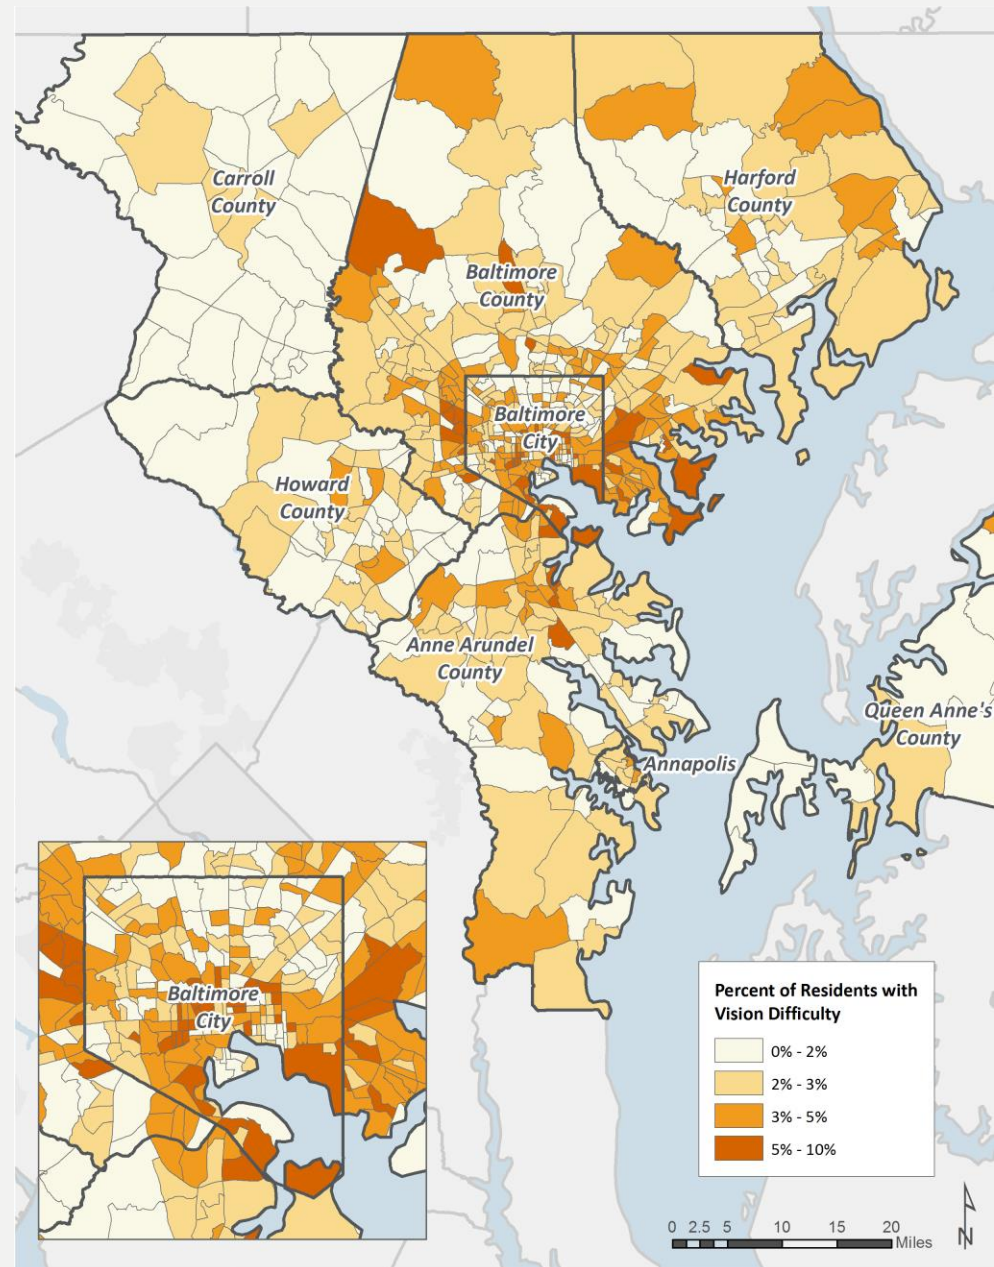 Carroll
County
Harford
County
Baltimore
County
Baltimore
City
Howard
County
Anne Arundel
County
Queen Anne's
County
Annapolis
Baltimore
City
Percent of Residents with
Vision Difficulty
0% - 2%
2% - 3%
3% - 5%
5% - 10%
0 2.5 5 10 15 20
Miles
N